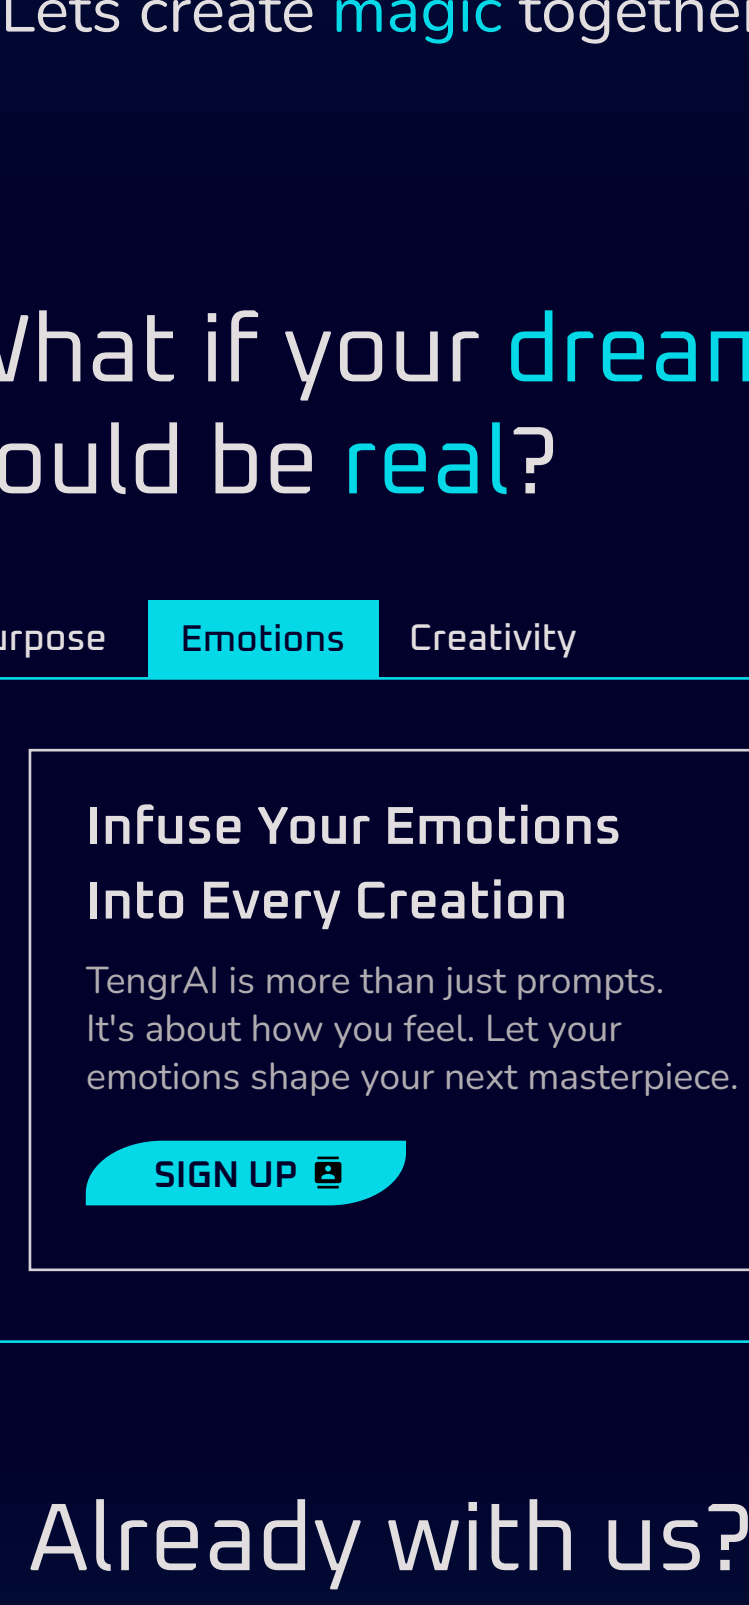 Lets create magic together
What if your dream
ould be real?
urpose Emotions Creativity
Infuse Your Emotions
Into Every Creation
TengrAI is more than just prompts.
It's about how you feel. Let your
emotions shape your next masterpiece.
SIGN UP
Already with us?